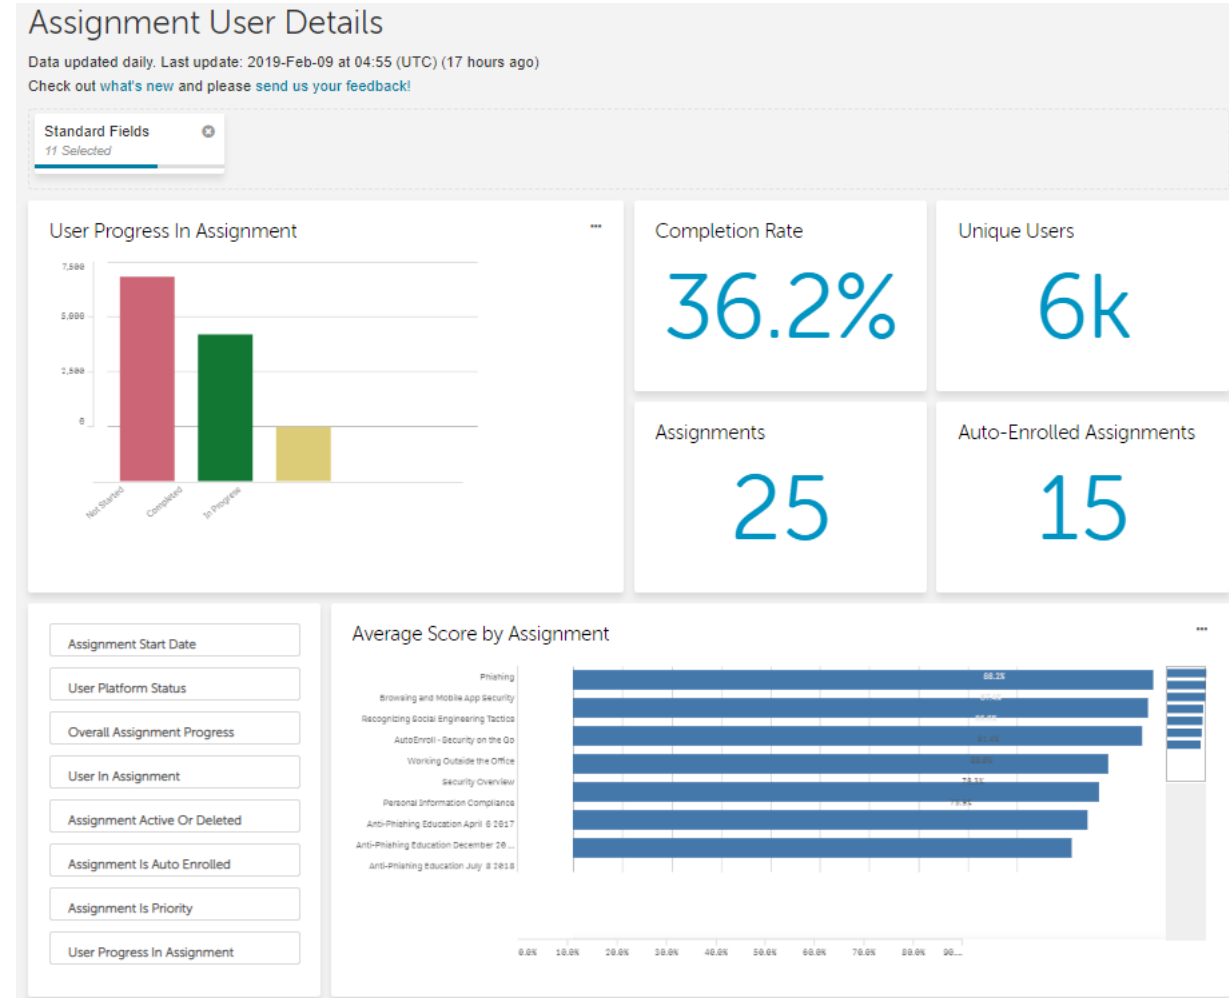 Assignment User Details
Data updated daily. Last update: 2019-Feb-09 at 04:55 (UTC) (17 hours ago)
Check out what's new and please send us your feedback!
Standard Fields
11 Selected
User Progress In Assignment
7,500
5,000
2,500
0
Not Started
Completed
In Progress
Completion Rate
36.2%
Unique Users
6k
Assignments
25
Auto-Enrolled Assignments
15
Assignment Start Date
User Platform Status
Overall Assignment Progress
User In Assignment
Assignment Active Or Deleted
Assignment Is Auto Enrolled
Assignment Is Priority
User Progress In Assignment
Average Score by Assignment
Phishing
Browsing and Mobile App Security
Recognizing Social Engineering Tactics
AutoEnroll - Security on the Go
Working Outside the Office
Security Overview
Personal Information Compliance
Anti-Phishing Education April 6 2017
Anti-Phishing Education December 20...
Anti-Phishing Education July 8 2018
0.0% 10.0% 20.0% 30.0% 40.0% 50.0% 60.0% 70.0% 80.0% 90...